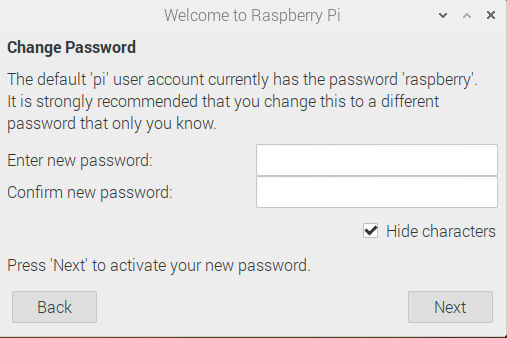 Welcome to Raspberry Pi
Change Password
The default 'pi' user account currently has the password 'raspberry'.
It is strongly recommended that you change this to a different
password that only you know.
Enter new password:
Confirm new password:
Hide characters
Press 'Next' to activate your new password.
Back
Next